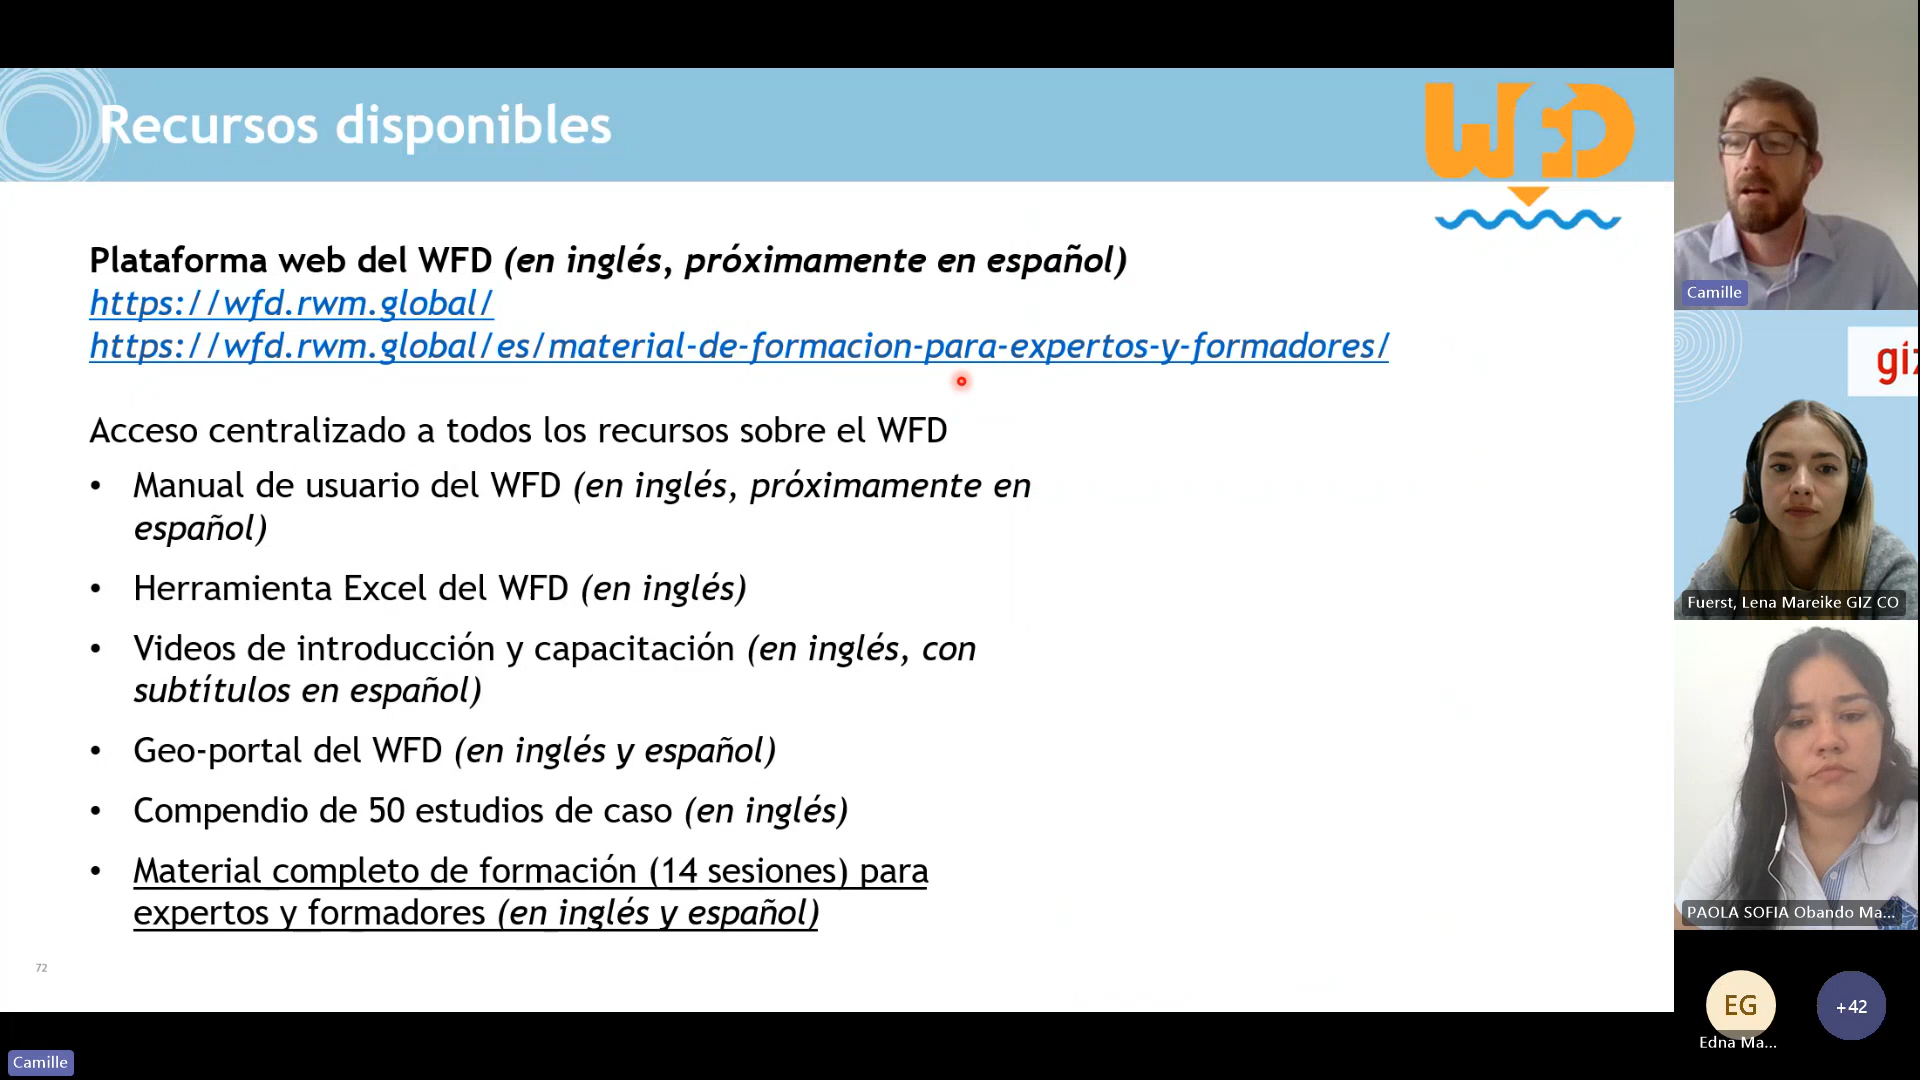 Recursos disponibles
WFD
Plataforma web del WFD (en inglés, próximamente en español)
https://wfd.rwm.global/
https://wfd.rwm.global/es/material-de-formacion-para-expertos-y-formadores/
Acceso centralizado a todos los recursos sobre el WFD
• Manual de usuario del WFD (en inglés, próximamente en
español)
• Herramienta Excel del WFD (en inglés)
• Videos de introducción y capacitación (en inglés, con
subtítulos en español)
• Geo-portal del WFD (en inglés y español)
• Compendio de 50 estudios de caso (en inglés)
• Material completo de formación (14 sesiones) para
expertos y formadores (en inglés y español)
72
Camille
Camille
giz
Fuerst, Lena Mareike GIZ CO
PAOLA SOFIA Obando Ma...
EG
Edna Ma...
+42